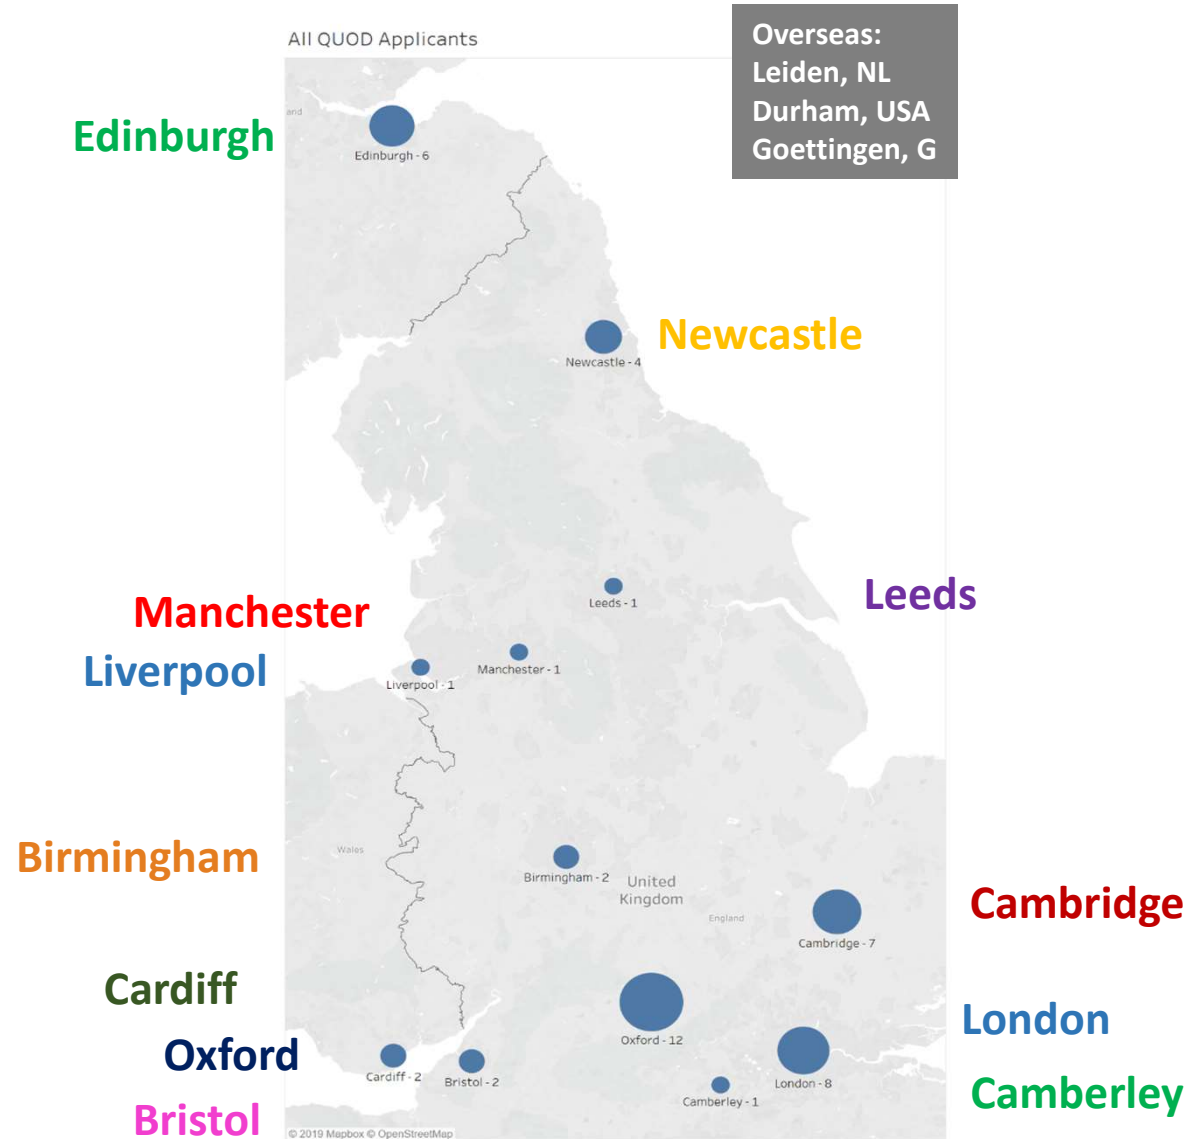 All QUOD Applicants
Overseas:
Leiden, NL
Durham, USA
Goettingen, G
and
Edinburgh
Edinburgh - 6
Newcastle
Newcastle - 4
Leeds
Leeds - 1
Manchester
Manchester - 1
Liverpool
Liverpool - 1
Wales
Birmingham
Birmingham - 2
United
Kingdom
England
Cambridge
Cambridge - 7
Cardiff
Oxford - 12
London
Oxford
Cardiff - 2
Bristol - 2
London - 8
Camberley - 1
Camberley
Bristol
© 2019 Mapbox © OpenStreetMap